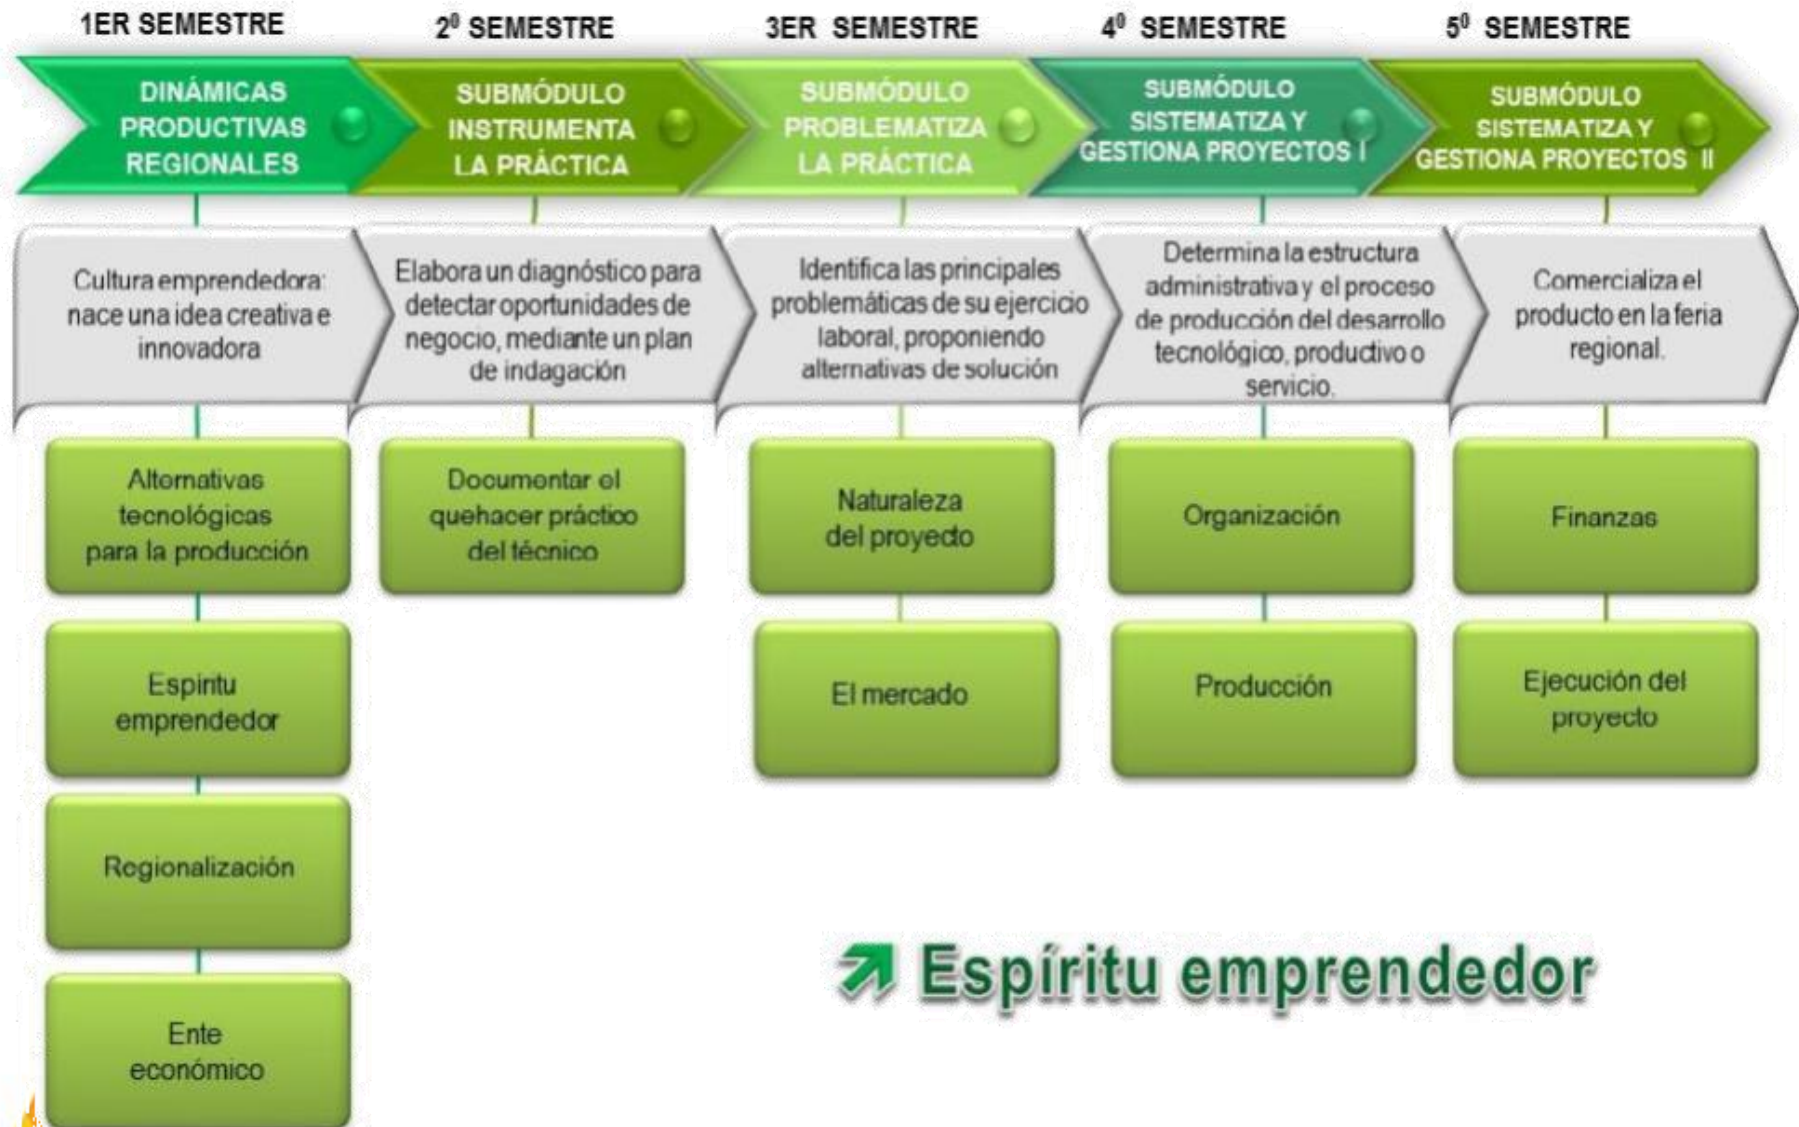 1ER SEMESTRE
DINÁMICAS
PRODUCTIVAS
REGIONALES
Cultura emprendedora:
nace una idea creativa e
innovadora
Alternativas
tecnológicas
para la producción
Espiritu
emprendedor
Regionalización
Ente
económico
2⁰ SEMESTRE
SUBMÓDULO
INSTRUMENTA
LA PRÁCTICA
Elabora un diagnóstico para
detectar oportunidades de
negocio, mediante un plan
de indagación
Documentar el
quehacer práctico
del técnico
3ER SEMESTRE
SUBMÓDULO
PROBLEMATIZA
LA PRÁCTICA
Identifica las principales
problemáticas de su ejercicio
laboral, proponiendo
alternativas de solución
Naturaleza
del proyecto
El mercado
4⁰ SEMESTRE
SUBMÓDULO
SISTEMATIZA Y
GESTIONA PROYECTOS I
Determina la estructura
administrativa y el proceso
de producción del desarrollo
tecnológico, productivo o
servicio.
Organización
Producción
5⁰ SEMESTRE
SUBMÓDULO
SISTEMATIZA Y
GESTIONA PROYECTOS II
Comercializa el
producto en la feria
regional.
Finanzas
Ejecución del
proyecto
Espíritu emprendedor